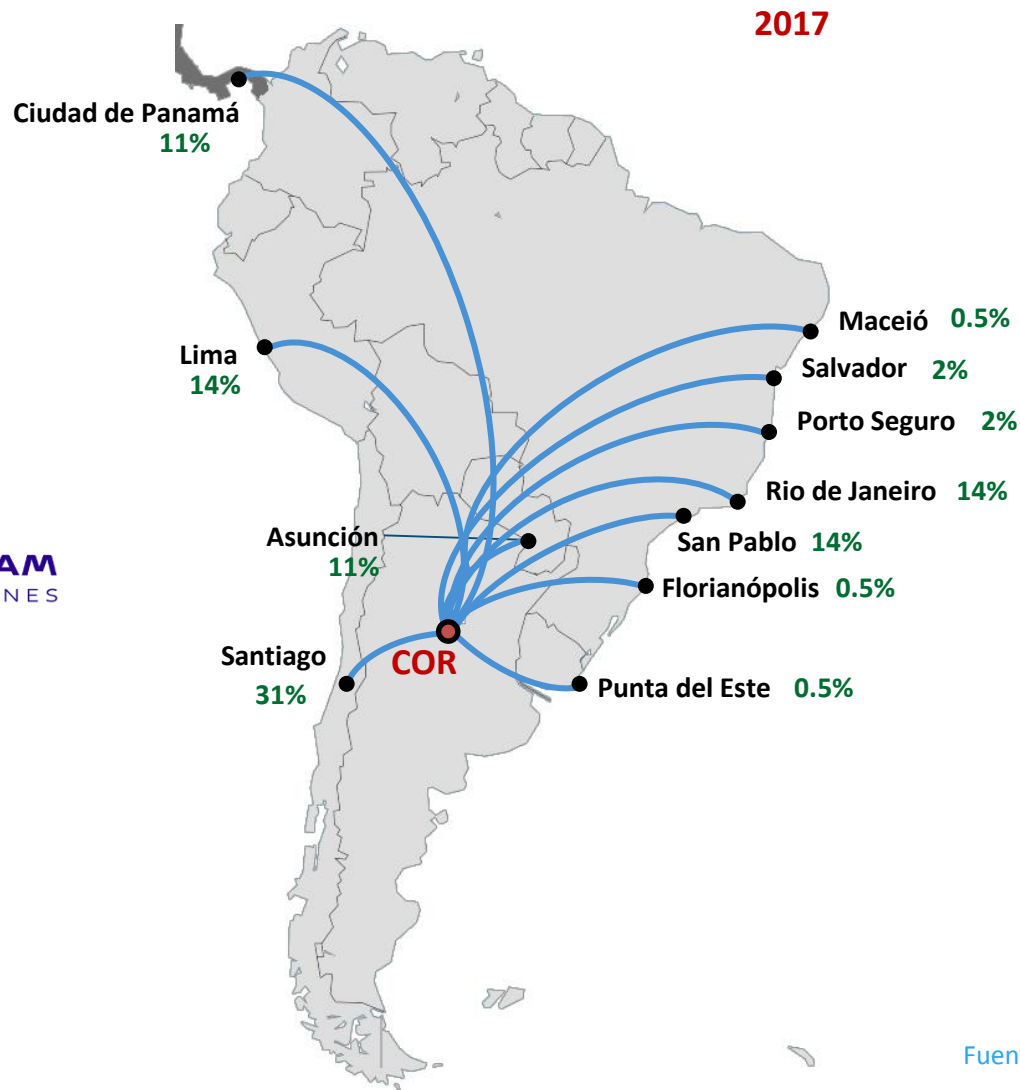 2017
Ciudad de Panamá
11%
Maceió 0.5%
Lima
14%
Salvador 2%
Porto Seguro 2%
Rio de Janeiro 14%
Asunción
11%
San Pablo 14%
Florianópolis 0.5%
AM
NES
Santiago
31%
COR
Punta del Este 0.5%
Fuen